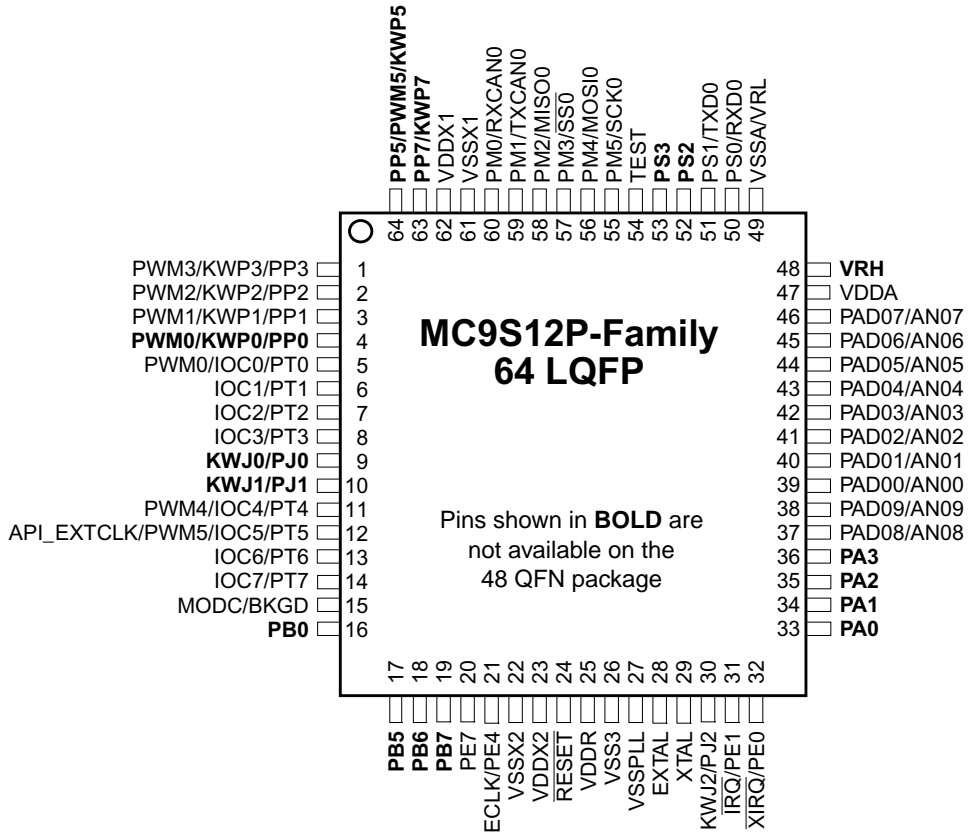 PP5/PWM5/KWP5
PP7/KWP7
VDDX1
VSSX1
PM0/RXCAN0
PM1/TXCAN0
PM2/MISO0
PM3/S̅S̅0
PM4/MOSI0
PM5/SCK0
TEST
PS3
PS2
PS1/TXD0
PS0/RXD0
VSSA/VRL
64
63
62
61
60
59
58
57
56
55
54
53
52
51
50
49
PWM3/KWP3/PP3 1
PWM2/KWP2/PP2 2
PWM1/KWP1/PP1 3
PWM0/KWP0/PP0 4
PWM0/IOC0/PT0 5
IOC1/PT1 6
IOC2/PT2 7
IOC3/PT3 8
KWJ0/PJ0 9
KWJ1/PJ1 10
PWM4/IOC4/PT4 11
API_EXTCLK/PWM5/IOC5/PT5 12
IOC6/PT6 13
IOC7/PT7 14
MODC/BKGD 15
PB0 16
MC9S12P-Family
64 LQFP
Pins shown in BOLD are
not available on the
48 QFN package
48 VRH
47 VDDA
46 PAD07/AN07
45 PAD06/AN06
44 PAD05/AN05
43 PAD04/AN04
42 PAD03/AN03
41 PAD02/AN02
40 PAD01/AN01
39 PAD00/AN00
38 PAD09/AN09
37 PAD08/AN08
36 PA3
35 PA2
34 PA1
33 PA0
17
18
19
20
21
22
23
24
25
26
27
28
29
30
31
32
PB5
PB6
PB7
PE7
ECLK/PE4
VSSX2
VDDX2
R̅E̅S̅E̅T̅
VDDR
VSS3
VSSPLL
EXTAL
XTAL
KWJ2/PJ2
I̅R̅Q̅/PE1
X̅I̅R̅Q̅/PE0